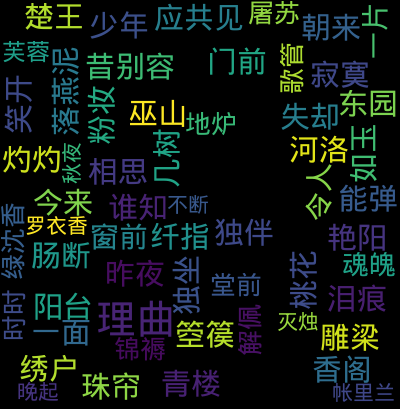 楚王
少年
应共见
屠苏
朝来
一片
芙蓉
落燕泥
昔别容
门前
歌管
寂寞
笑开
粉妆
巫山
地炉
失却
东园
灼灼
秋夜
相思
几树
河洛
如玉
今来
谁知
不断
令人
能弹
绿沈香
罗衣香
窗前
纤指
独伴
艳阳
肠断
昨夜
独坐
堂前
桃花
魂魄
泪痕
时时
阳台
一面
理曲
箜篌
解佩
灭烛
雕梁
锦褥
绣户
珠帘
青楼
香阁
晚起
帐里兰